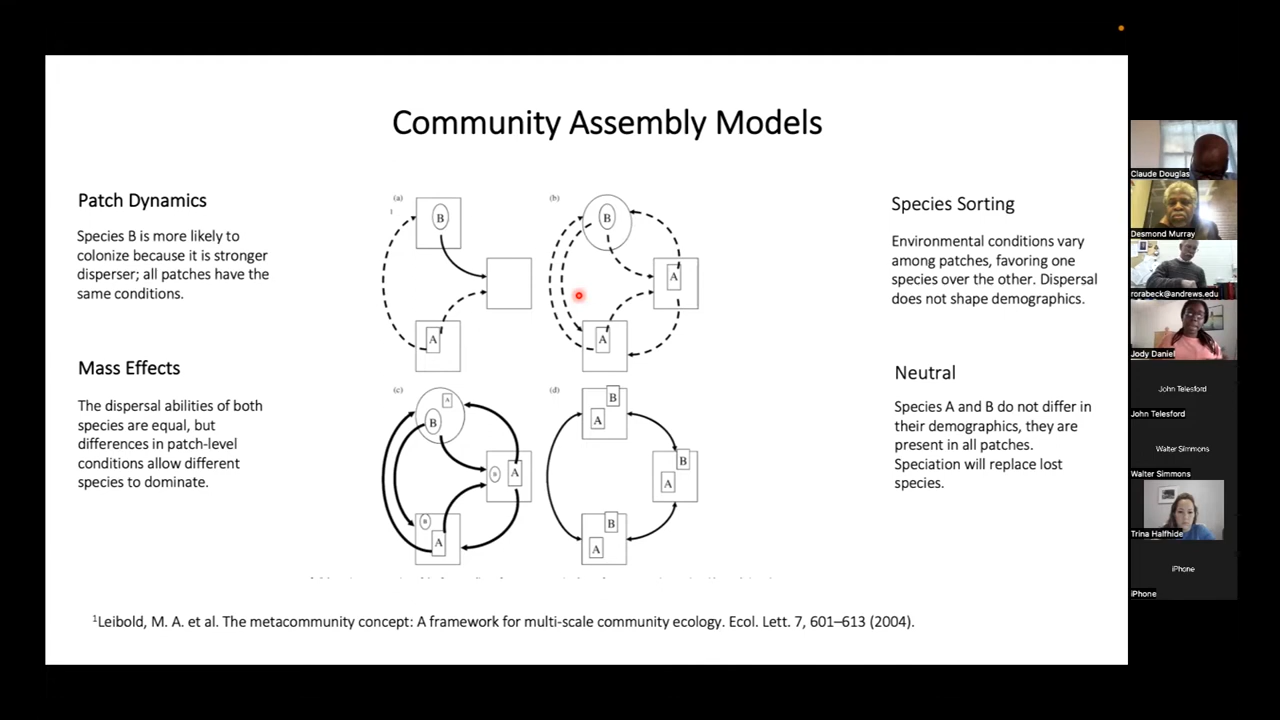 Community Assembly Models
Patch Dynamics
Species B is more likely to
colonize because it is stronger
disperser; all patches have the
same conditions.
Mass Effects
The dispersal abilities of both
species are equal, but
differences in patch-level
conditions allow different
species to dominate.
(a)
1
B
A
(b)
B
A
A
(c)
A
B
B
A
B
A
(d)
B
A
B
A
B
A
Species Sorting
Environmental conditions vary
among patches, favoring one
species over the other. Dispersal
does not shape demographics.
Neutral
Species A and B do not differ in
their demographics, they are
present in all patches.
Speciation will replace lost
species.
1Leibold, M. A. et al. The metacommunity concept: A framework for multi-scale community ecology. Ecol. Lett. 7, 601–613 (2004).
Claude Douglas
Desmond Murray
rorabeck@andrews.edu
Jody Daniel
John Telesford
John Telesford
Walter Simmons
Walter Simmons
Trina Halfhide
iPhone
iPhone